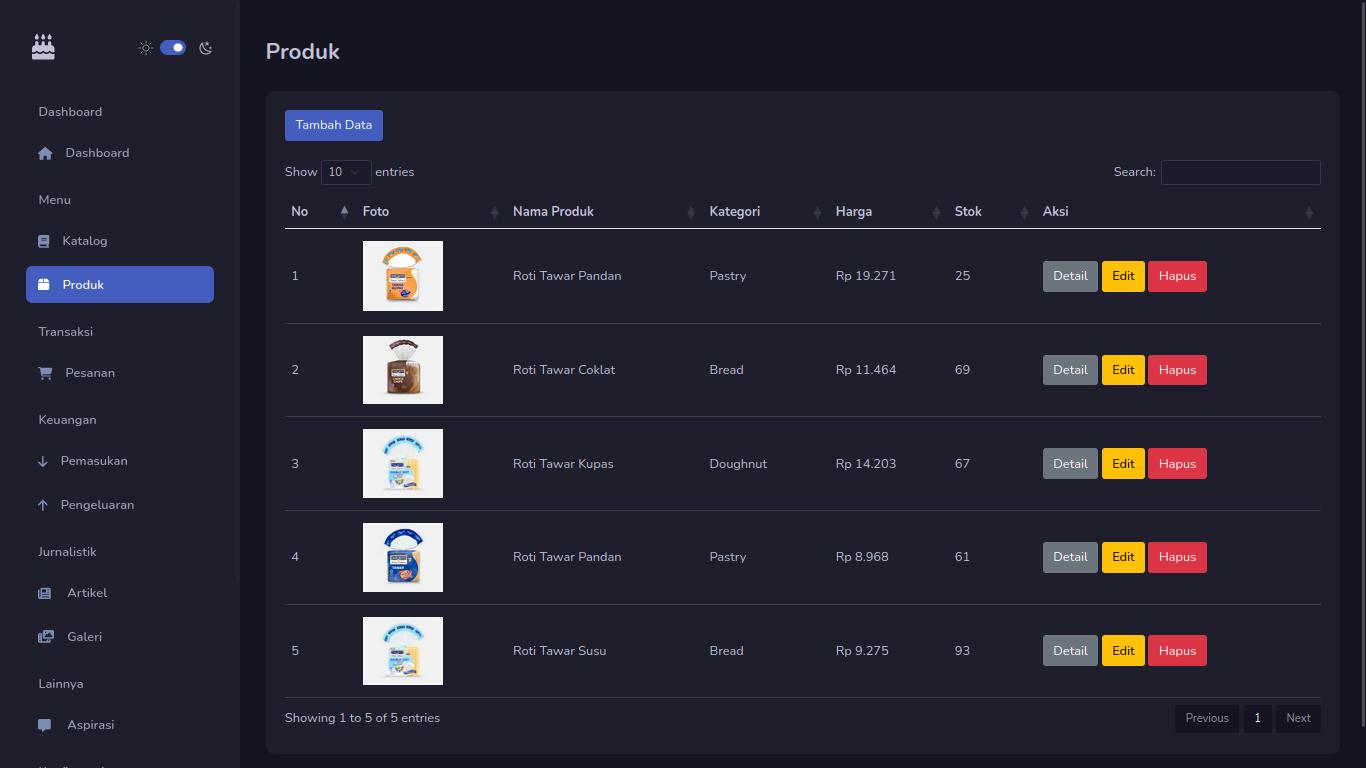 Produk
Dashboard
Dashboard
Menu
Katalog
Produk
Transaksi
Pesanan
Keuangan
Pemasukan
Pengeluaran
Jurnalistik
Artikel
Galeri
Lainnya
Aspirasi
Tambah Data
Show 10 entries
Search:
No Foto Nama Produk Kategori Harga Stok Aksi
1 Roti Tawar Pandan Pastry Rp 19.271 25 Detail Edit Hapus
2 Roti Tawar Coklat Bread Rp 11.464 69 Detail Edit Hapus
3 Roti Tawar Kupas Doughnut Rp 14.203 67 Detail Edit Hapus
4 Roti Tawar Pandan Pastry Rp 8.968 61 Detail Edit Hapus
5 Roti Tawar Susu Bread Rp 9.275 93 Detail Edit Hapus
Showing 1 to 5 of 5 entries
Previous 1 Next